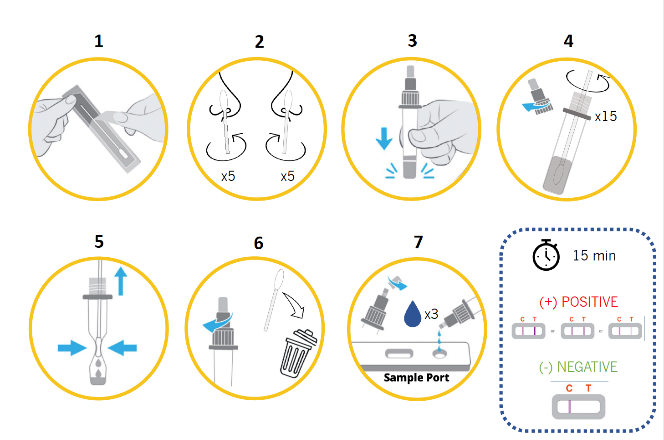 1
2
3
4
x5
x5
x15
5
6
7
x3
Sample Port
15 min
(+) POSITIVE
C T
C T
C T
(-) NEGATIVE
C T